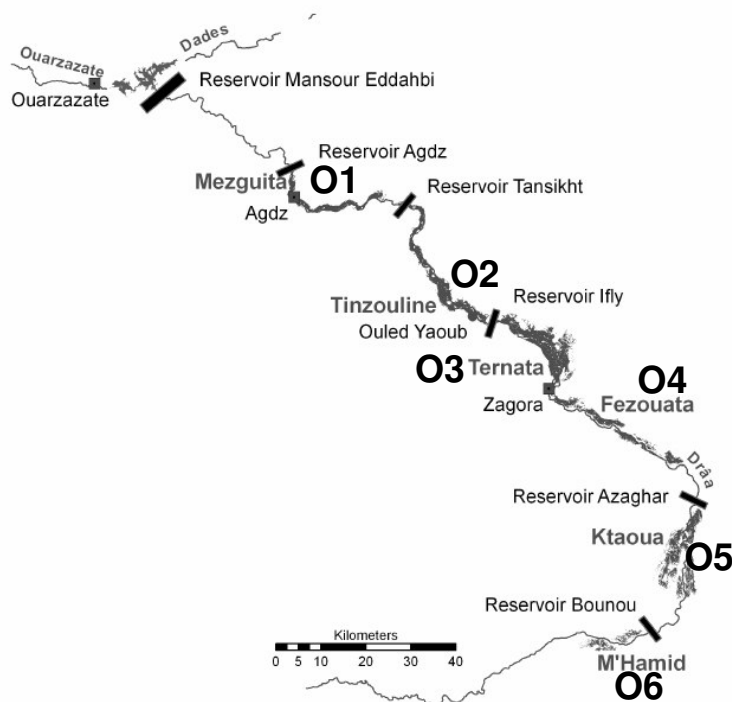 Dades
Ouarzazate
Reservoir Mansour Eddahbi
Ouarzazate
Reservoir Agdz
Mezguita
O1
Reservoir Tansikht
Agdz
O2
Tinzouline
Reservoir Ifly
Ouled Yaoub
O3
Ternata
O4
Zagora
Fezouata
Drâa
Reservoir Azaghar
Ktaoua
O5
Reservoir Bounou
Kilometers
0 5 10 20 30 40
M'Hamid
O6